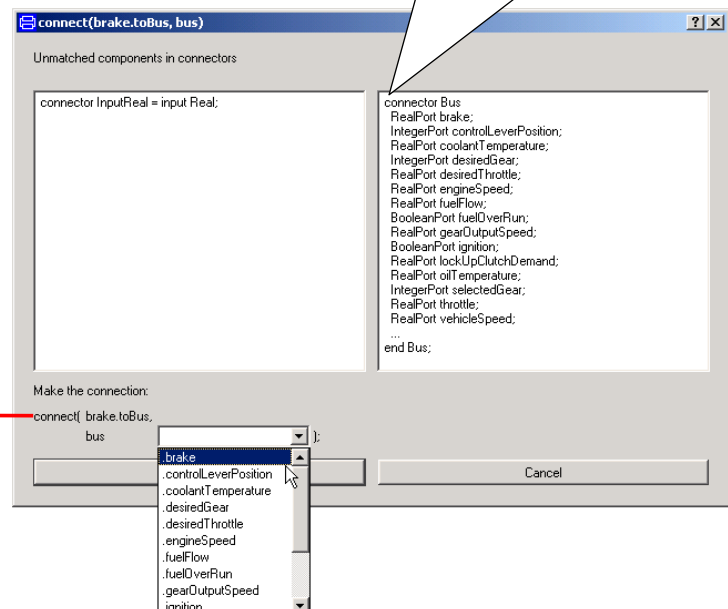 connect(brake.toBus, bus)
Unmatched components in connectors
connector InputReal = input Real;
connector Bus
RealPort brake;
IntegerPort controlLeverPosition;
RealPort coolantTemperature;
IntegerPort desiredGear;
RealPort desiredThrottle;
RealPort engineSpeed;
RealPort fuelFlow;
BooleanPort fuelOverRun;
RealPort gearOutputSpeed;
BooleanPort ignition;
RealPort lockUpClutchDemand;
RealPort oilTemperature;
IntegerPort selectedGear;
RealPort throttle;
RealPort vehicleSpeed;
...
end Bus;
Make the connection:
connect( brake.toBus,
bus );
.brake
.controlLeverPosition
.coolantTemperature
.desiredGear
.desiredThrottle
.engineSpeed
.fuelFlow
.fuelOverRun
.gearOutputSpeed
.ignition
Cancel